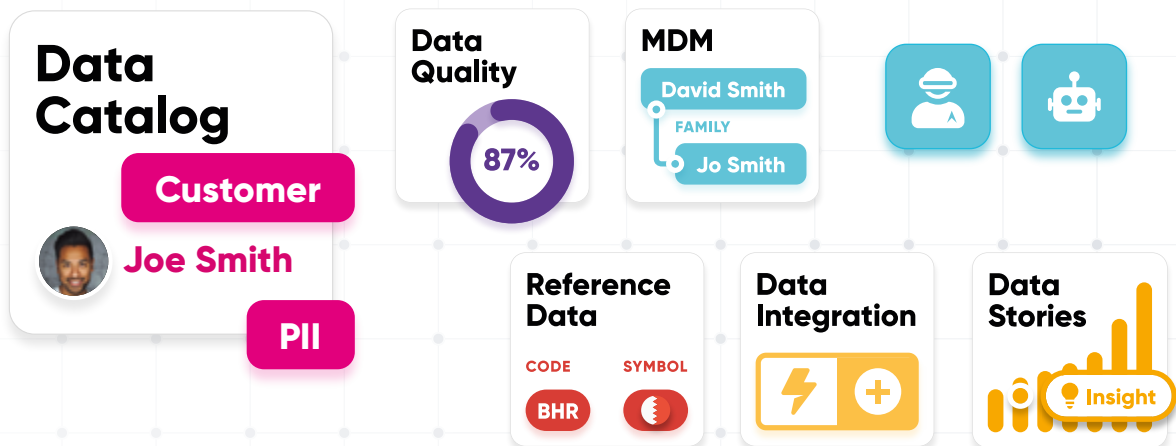 Data
Catalog
Customer
Joe Smith
PII
Data
Quality
87%
MDM
David Smith
FAMILY
Jo Smith
Reference
Data
CODE
SYMBOL
BHR
Data
Integration
Data
Stories
Insight